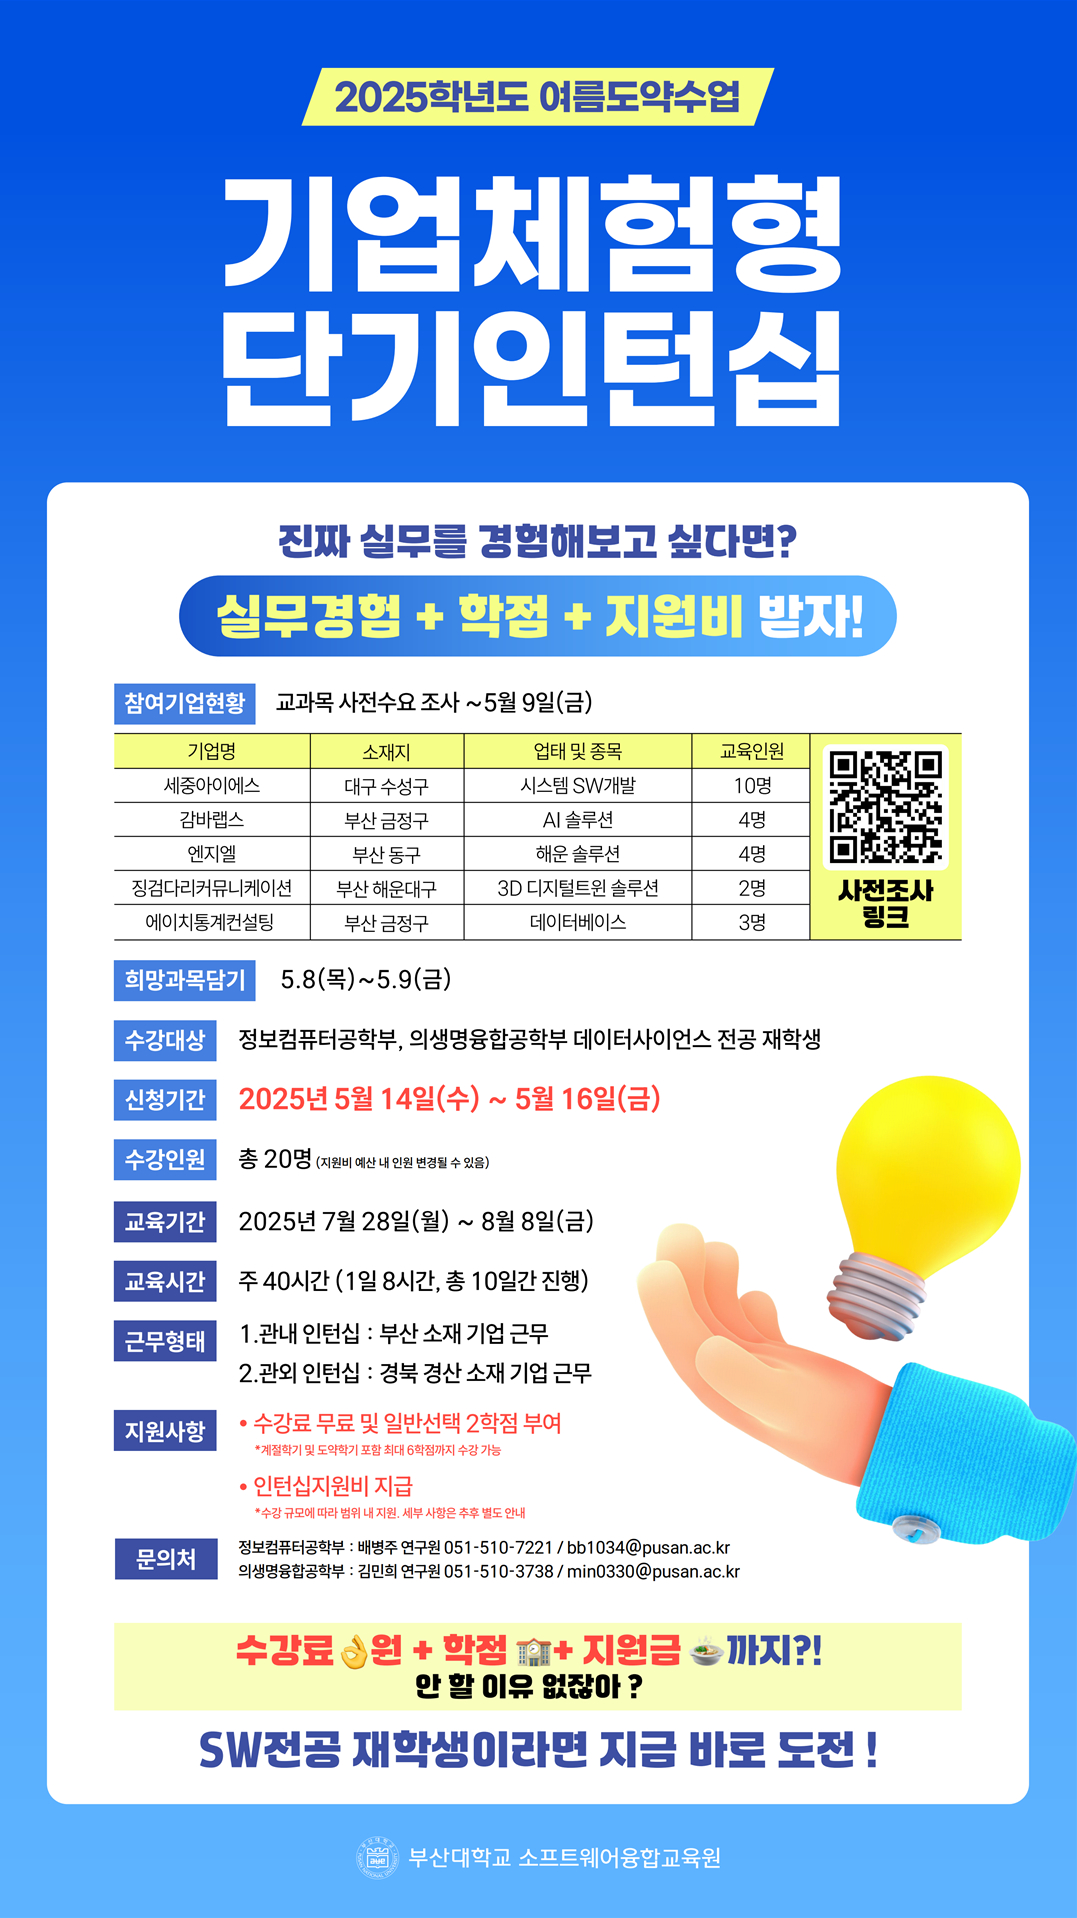 2025학년도 여름도약수업
기업체험형
단기인턴십
진짜 실무를 경험해보고 싶다면?
실무경험 + 학점 + 지원비 받자!
참여기업현황 교과목 사전수요 조사 ~5월 9일(금)
기업명 소재지 업태 및 종목 교육인원
세중아이에스 대구 수성구 시스템 SW개발 10명
감바랩스 부산 금정구 AI 솔루션 4명
엔지엘 부산 동구 해운 솔루션 4명
징검다리커뮤니케이션 부산 해운대구 3D 디지털트윈 솔루션 2명
에이치통계컨설팅 부산 금정구 데이터베이스 3명
사전조사
링크
희망과목담기 5.8(목)~5.9(금)
수강대상 정보컴퓨터공학부, 의생명융합공학부 데이터사이언스 전공 재학생
신청기간 2025년 5월 14일(수) ~ 5월 16일(금)
수강인원 총 20명 (지원비 예산 내 인원 변경될 수 있음)
교육기간 2025년 7월 28일(월) ~ 8월 8일(금)
교육시간 주 40시간 (1일 8시간, 총 10일간 진행)
근무형태 1.관내 인턴십 : 부산 소재 기업 근무
2.관외 인턴십 : 경북 경산 소재 기업 근무
지원사항 • 수강료 무료 및 일반선택 2학점 부여
*계절학기 및 도약학기 포함 최대 6학점까지 수강 가능
• 인턴십지원비 지급
*수강 규모에 따라 범위 내 지원. 세부 사항은 추후 별도 안내
문의처 정보컴퓨터공학부 : 배병주 연구원 051-510-7221 / bb1034@pusan.ac.kr
의생명융합공학부 : 김민희 연구원 051-510-3738 / min0330@pusan.ac.kr
수강료👌원 + 학점 🏫+ 지원금 🍲까지?!
안 할 이유 없잖아 ?
SW전공 재학생이라면 지금 바로 도전 !
부산대학교 소프트웨어융합교육원